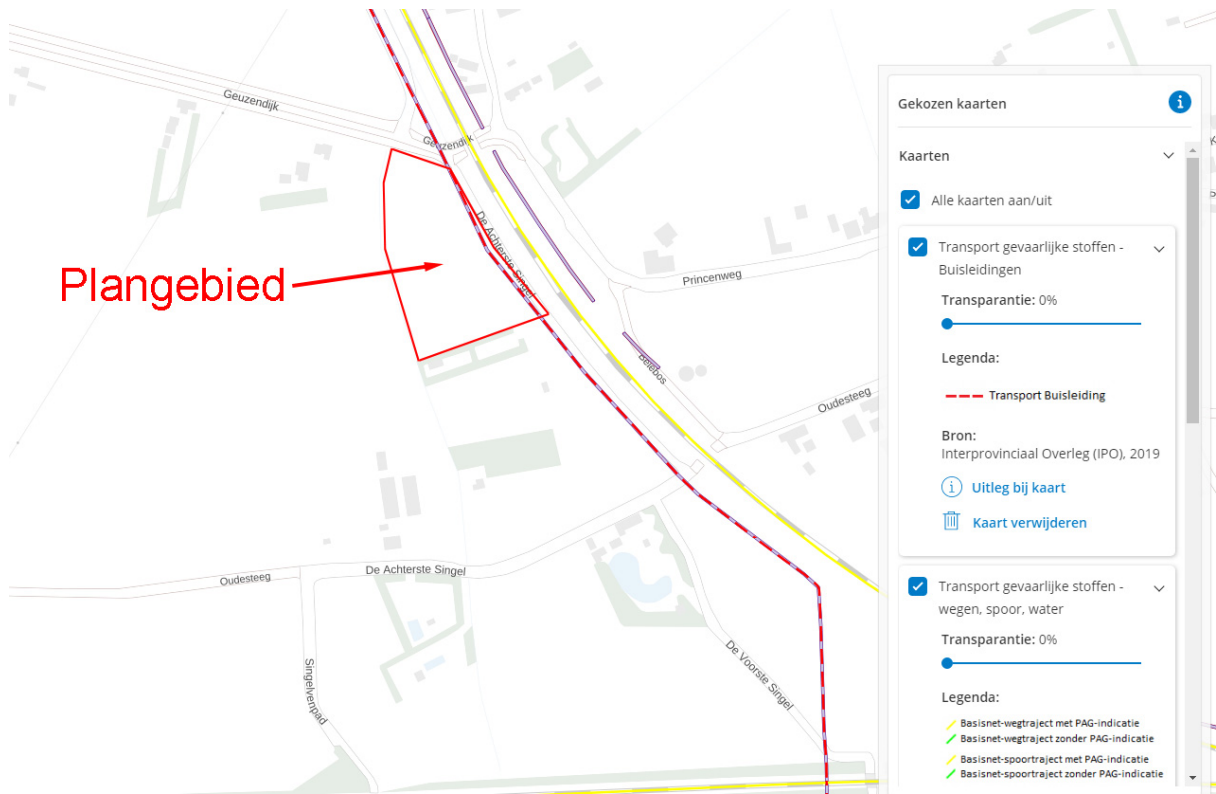 Geuzendijk
Geuzendijk
De Achterste Singel
Plangebied
Princenweg
Belebos
Oudesteeg
Oudesteeg
De Achterste Singel
Singelvenpad
De Voorste Singel
Gekozen kaarten
Kaarten
Alle kaarten aan/uit
Transport gevaarlijke stoffen -
Buisleidingen
Transparantie: 0%
Legenda:
Transport Buisleiding
Bron:
Interprovinciaal Overleg (IPO), 2019
Uitleg bij kaart
Kaart verwijderen
Transport gevaarlijke stoffen -
wegen, spoor, water
Transparantie: 0%
Legenda:
Basisnet-wegtraject met PAG-indicatie
Basisnet-wegtraject zonder PAG-indicatie
Basisnet-spoortraject met PAG-indicatie
Basisnet-spoortraject zonder PAG-indicatie